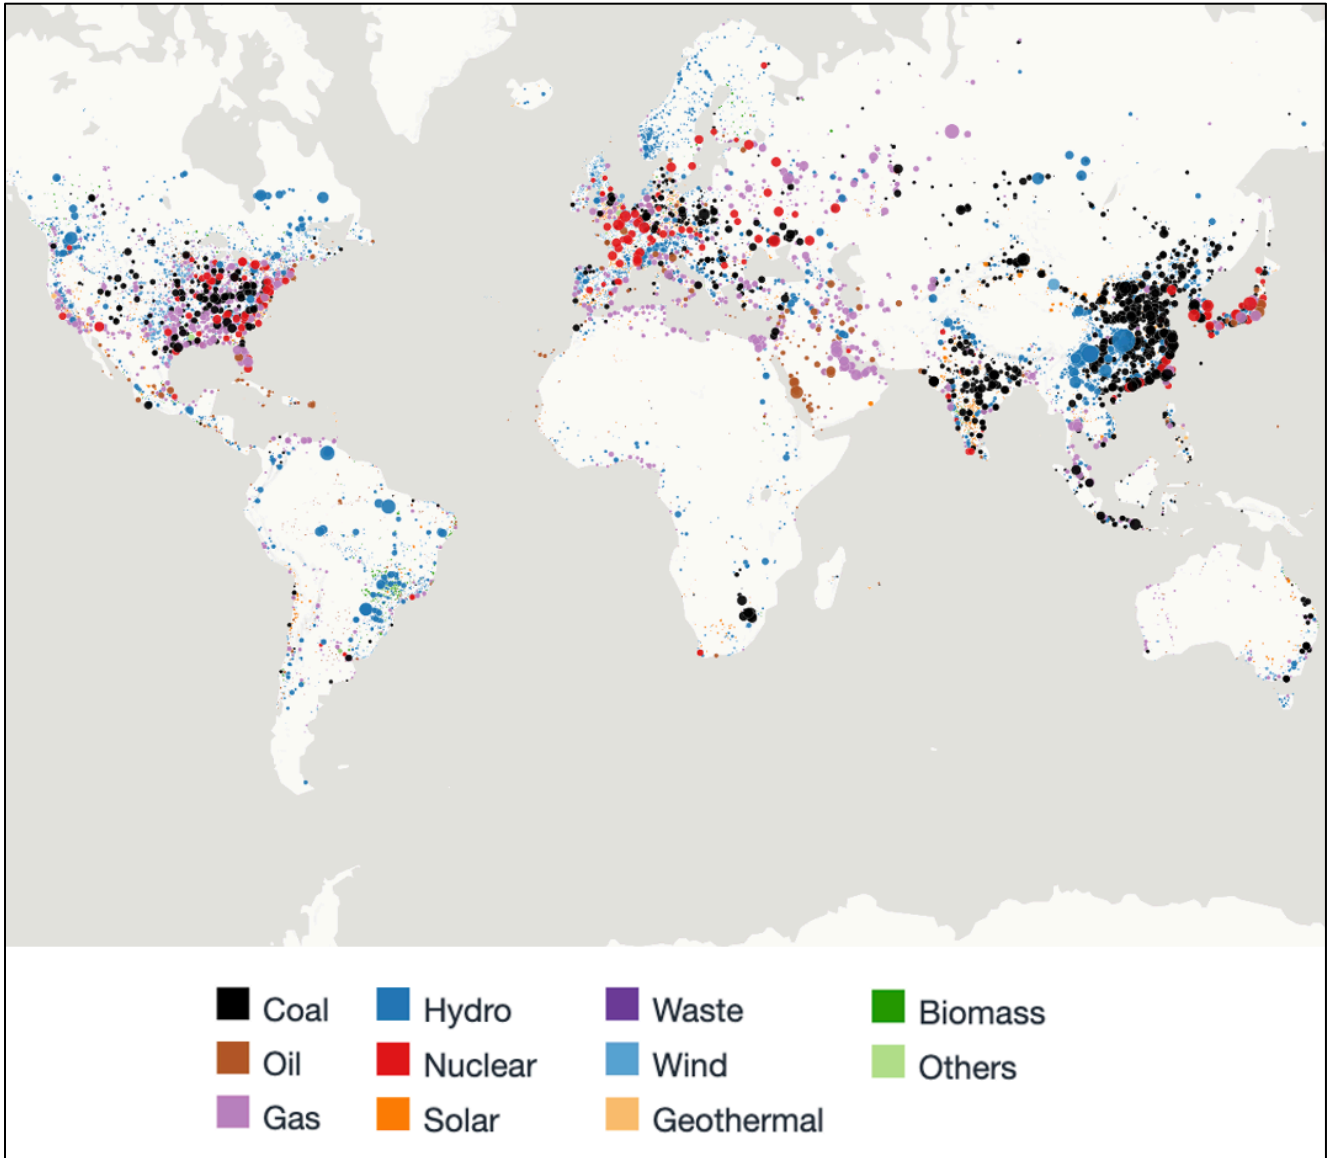 Coal
Hydro
Waste
Biomass
Oil
Nuclear
Wind
Others
Gas
Solar
Geothermal